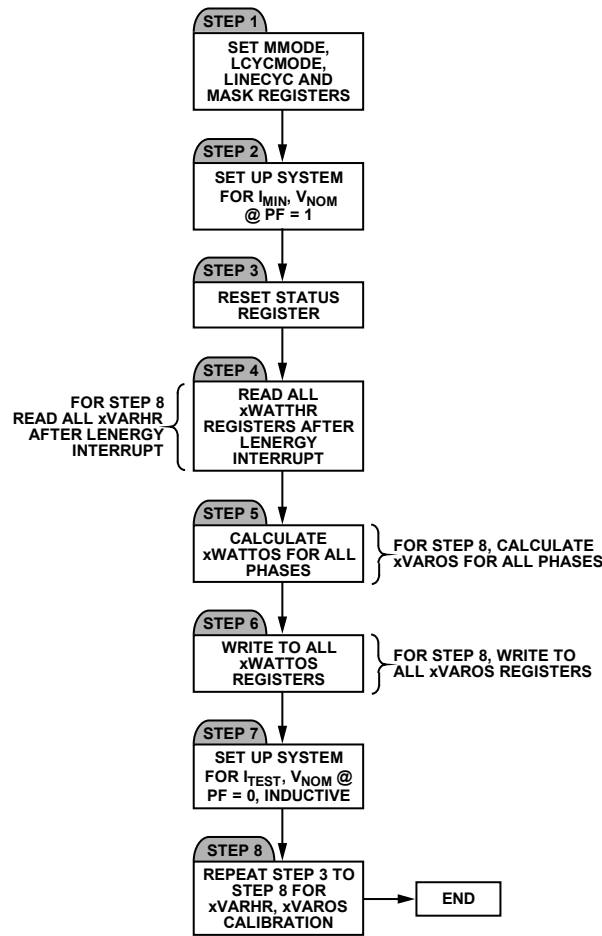 STEP 1
SET MMODE,
LCYCMODE,
LINECYC AND
MASK REGISTERS
STEP 2
SET UP SYSTEM
FOR IMIN, VNOM
@ PF = 1
STEP 3
RESET STATUS
REGISTER
STEP 4
READ ALL
xWATTHR
REGISTERS AFTER
LENERGY
INTERRUPT
FOR STEP 8
READ ALL xVARHR
AFTER LENERGY
INTERRUPT
STEP 5
CALCULATE
xWATTOS FOR ALL
PHASES
FOR STEP 8, CALCULATE
xVAROS FOR ALL PHASES
STEP 6
WRITE TO ALL
xWATTOS
REGISTERS
FOR STEP 8, WRITE TO
ALL xVAROS REGISTERS
STEP 7
SET UP SYSTEM
FOR ITEST, VNOM @
PF = 0, INDUCTIVE
STEP 8
REPEAT STEP 3 TO
STEP 8 FOR
xVARHR, xVAROS
CALIBRATION
END